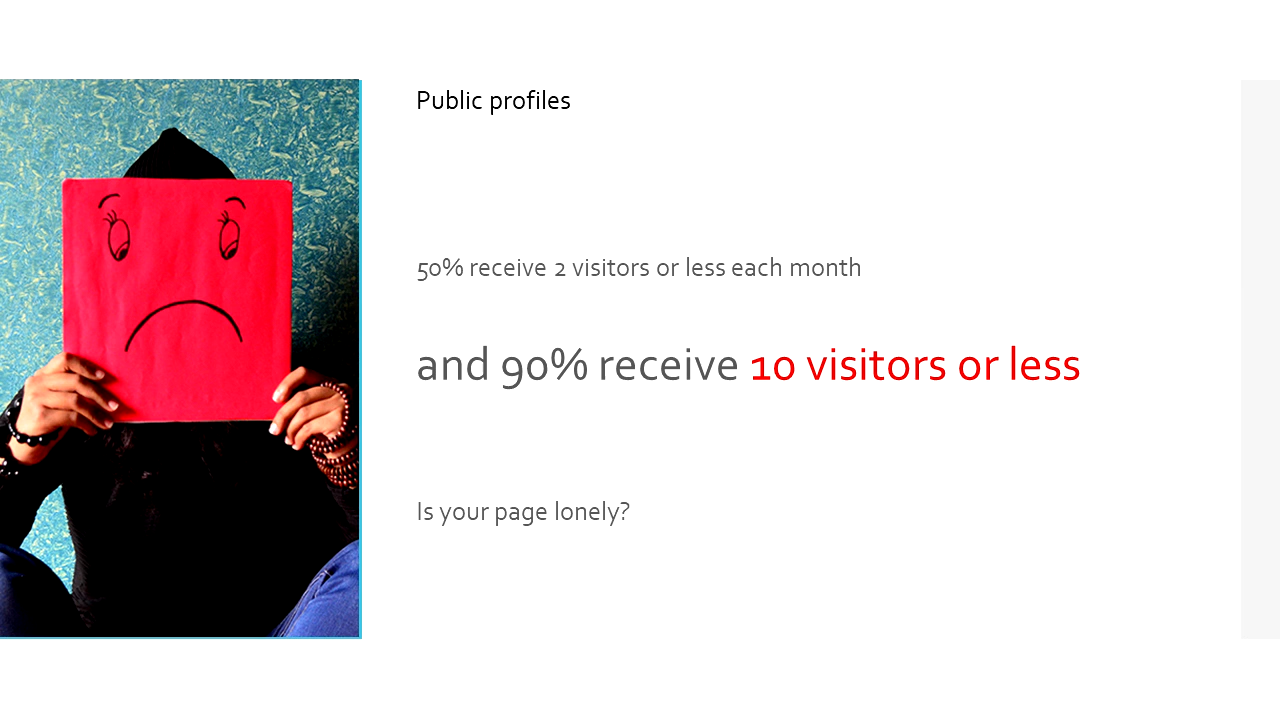 Public profiles
50% receive 2 visitors or less each month
and 90% receive 10 visitors or less
Is your page lonely?